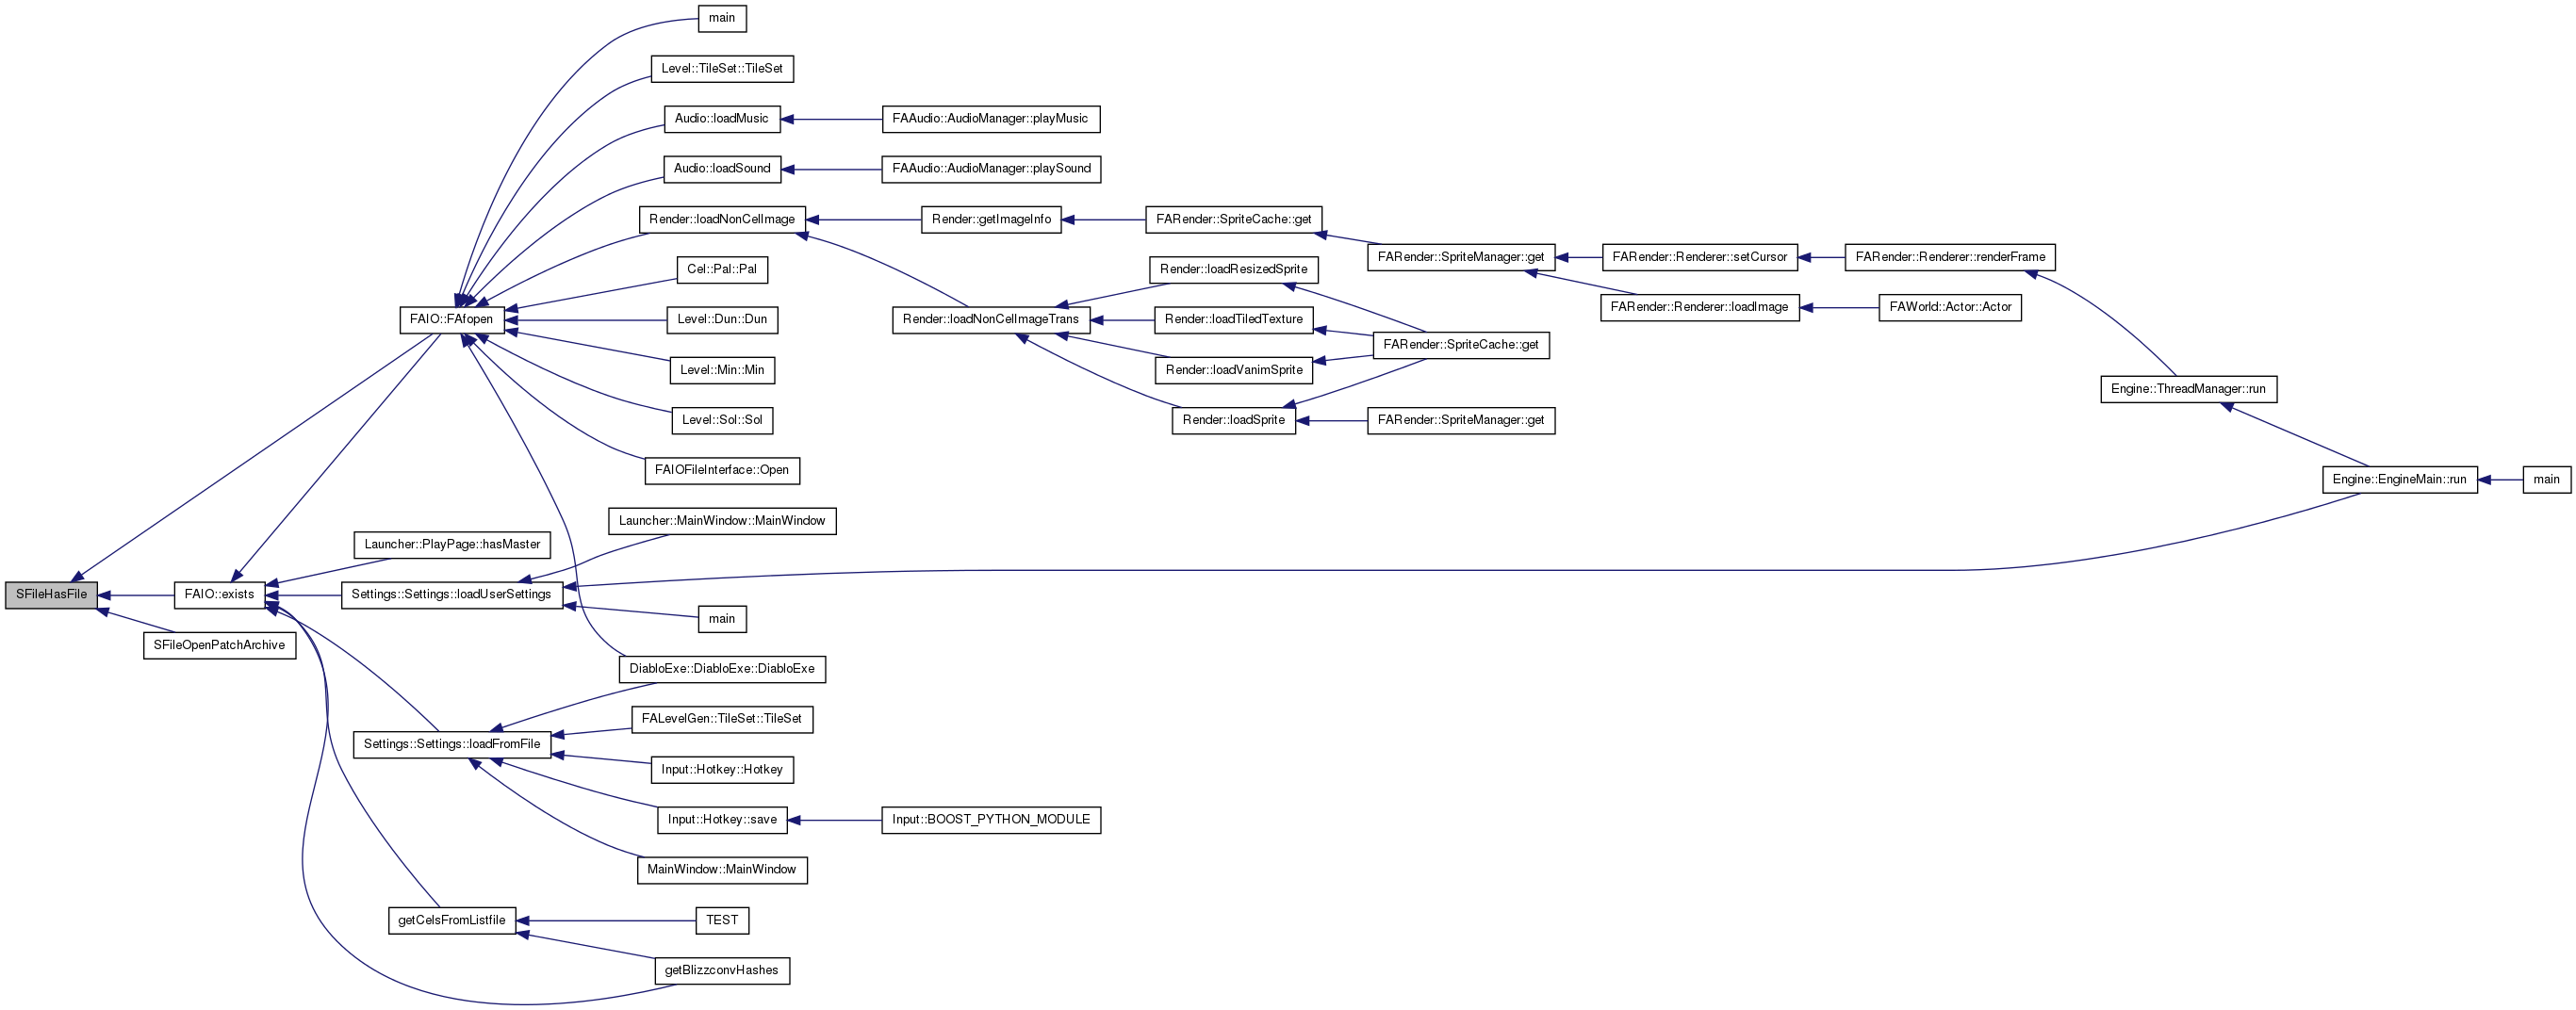 main
Level::TileSet::TileSet
Audio::loadMusic
FAAudio::AudioManager::playMusic
Audio::loadSound
FAAudio::AudioManager::playSound
Render::loadNonCelImage
Render::getImageInfo
FARender::SpriteCache::get
FARender::SpriteManager::get
FARender::Renderer::setCursor
FARender::Renderer::renderFrame
Cel::Pal::Pal
Render::loadResizedSprite
FARender::Renderer::loadImage
FAWorld::Actor::Actor
FAIO::FAfopen
Level::Dun::Dun
Render::loadNonCelImageTrans
Render::loadTiledTexture
FARender::SpriteCache::get
Level::Min::Min
Render::loadVanimSprite
Engine::ThreadManager::run
Level::Sol::Sol
Render::loadSprite
FARender::SpriteManager::get
FAIOFileInterface::Open
Engine::EngineMain::run
main
Launcher::MainWindow::MainWindow
Launcher::PlayPage::hasMaster
SFileHasFile
FAIO::exists
Settings::Settings::loadUserSettings
main
SFileOpenPatchArchive
DiabloExe::DiabloExe::DiabloExe
FALevelGen::TileSet::TileSet
Settings::Settings::loadFromFile
Input::Hotkey::Hotkey
Input::Hotkey::save
Input::BOOST_PYTHON_MODULE
MainWindow::MainWindow
getCelsFromListfile
TEST
getBlizzconvHashes